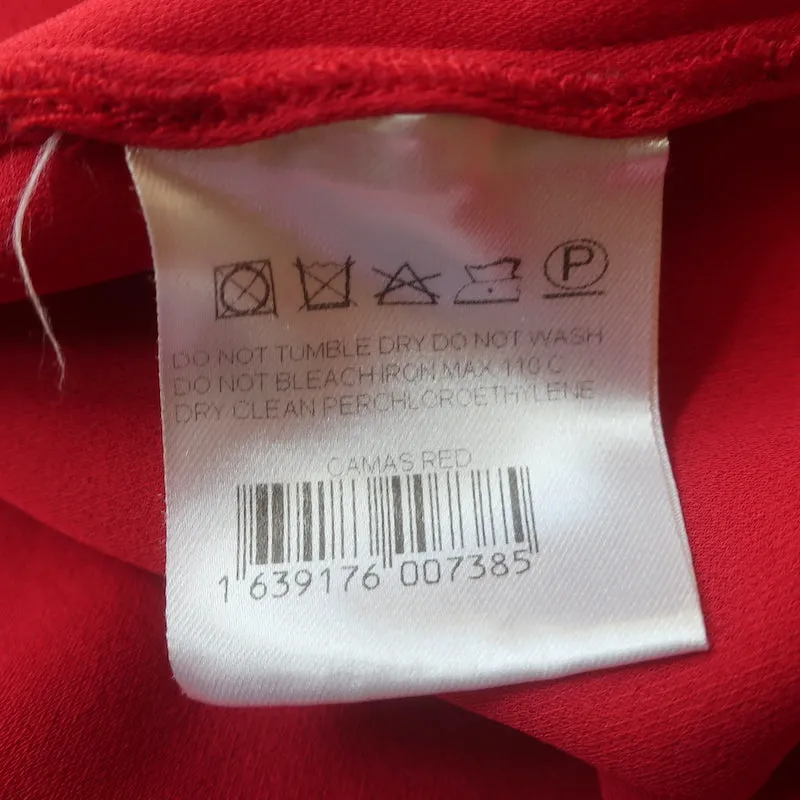 P
DO NOT TUMBLE DRY DO NOT WASH
DO NOT BLEACH IRON MAX 110 C
DRY CLEAN PERCHLOROETHYLENE
CAMAS RED
1 639176 007385